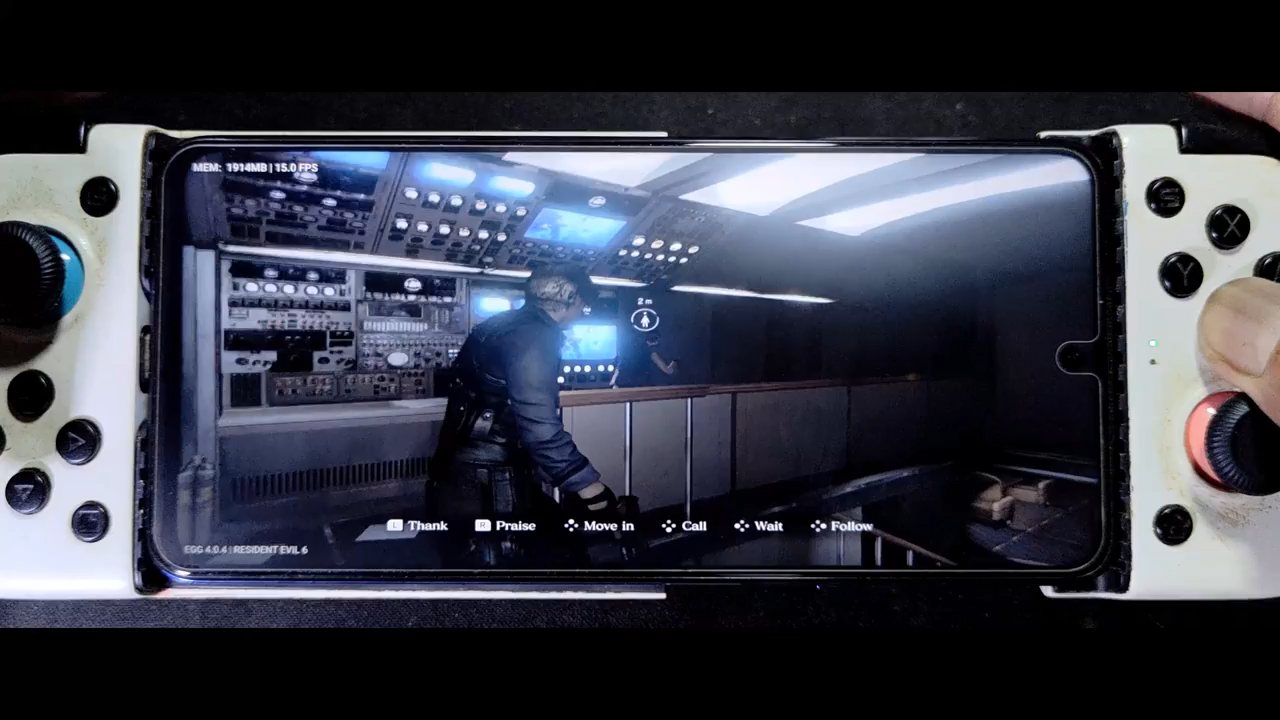 MEM: 1914MB | 15.0 FPS
2 m
L Thank R Praise Move in Call Wait Follow
EGG 4.0.4 | RESIDENT EVIL 6
S
X
Y